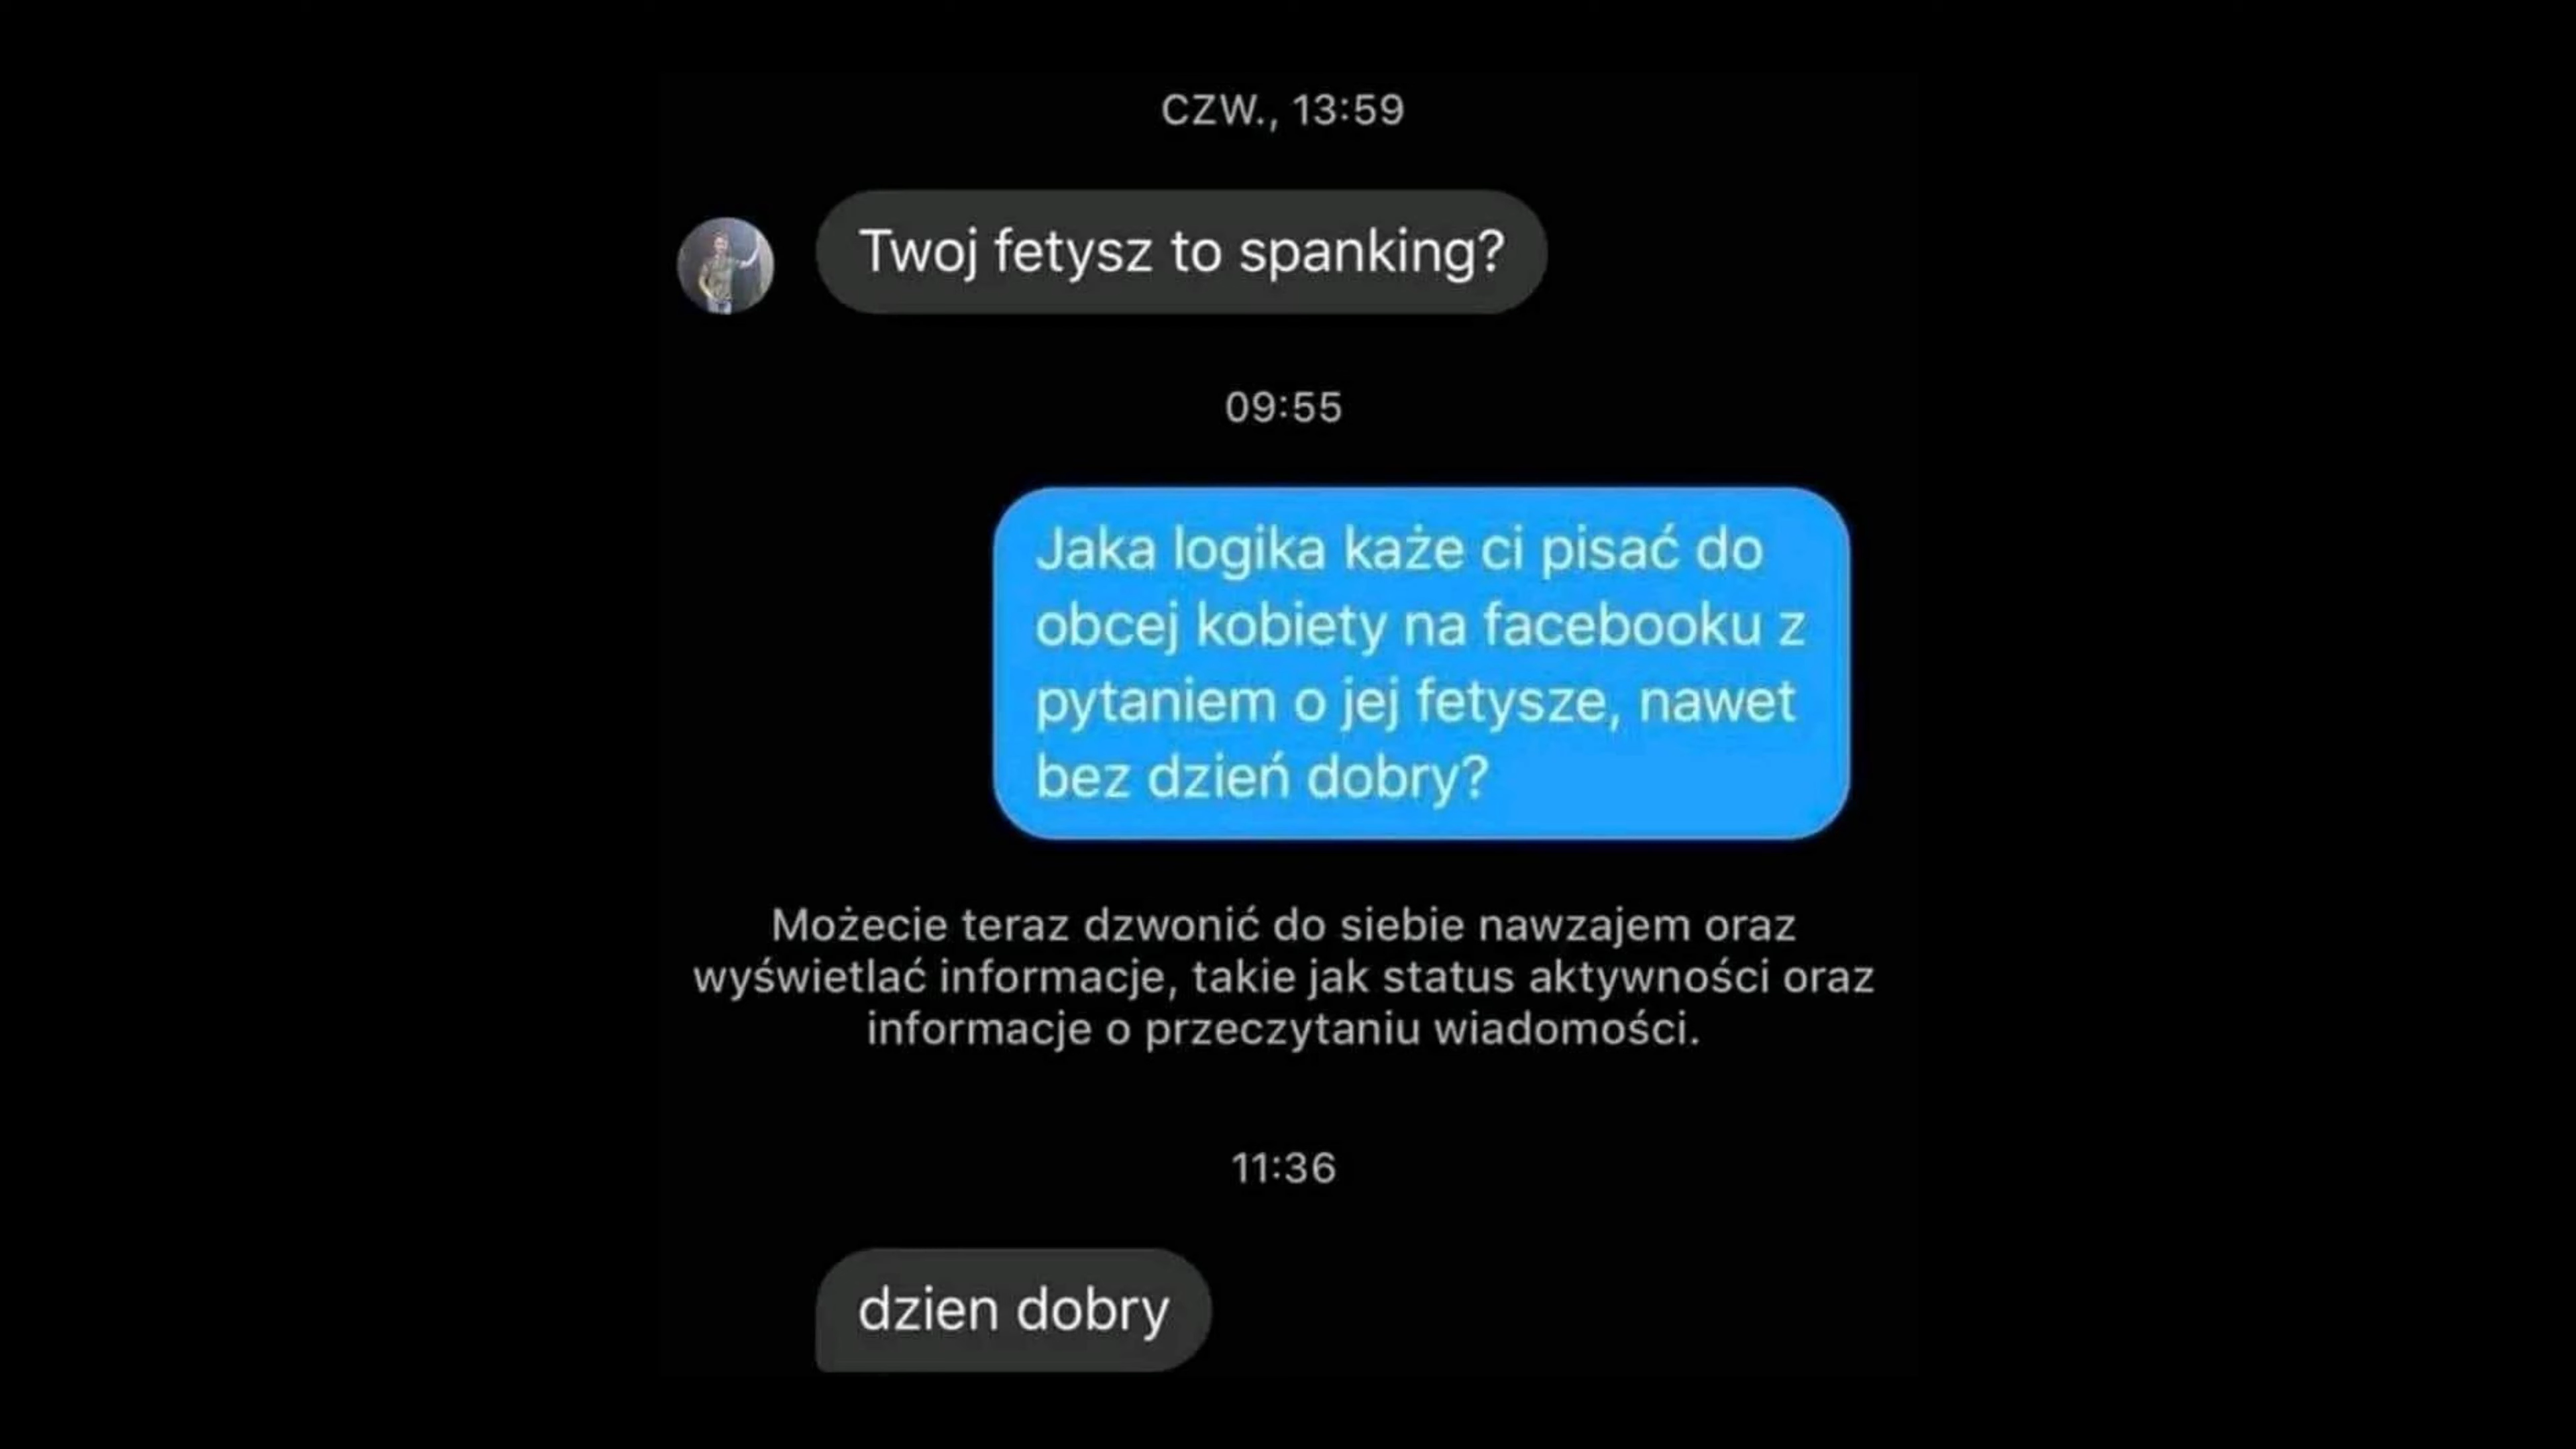 CZW., 13:59
Twoj fetysz to spanking?
09:55
Jaka logika każe ci pisać do
obcej kobiety na facebooku z
pytaniem o jej fetysze, nawet
bez dzień dobry?
Możecie teraz dzwonić do siebie nawzajem oraz
wyświetlać informacje, takie jak status aktywności oraz
informacje o przeczytaniu wiadomości.
11:36
dzien dobry